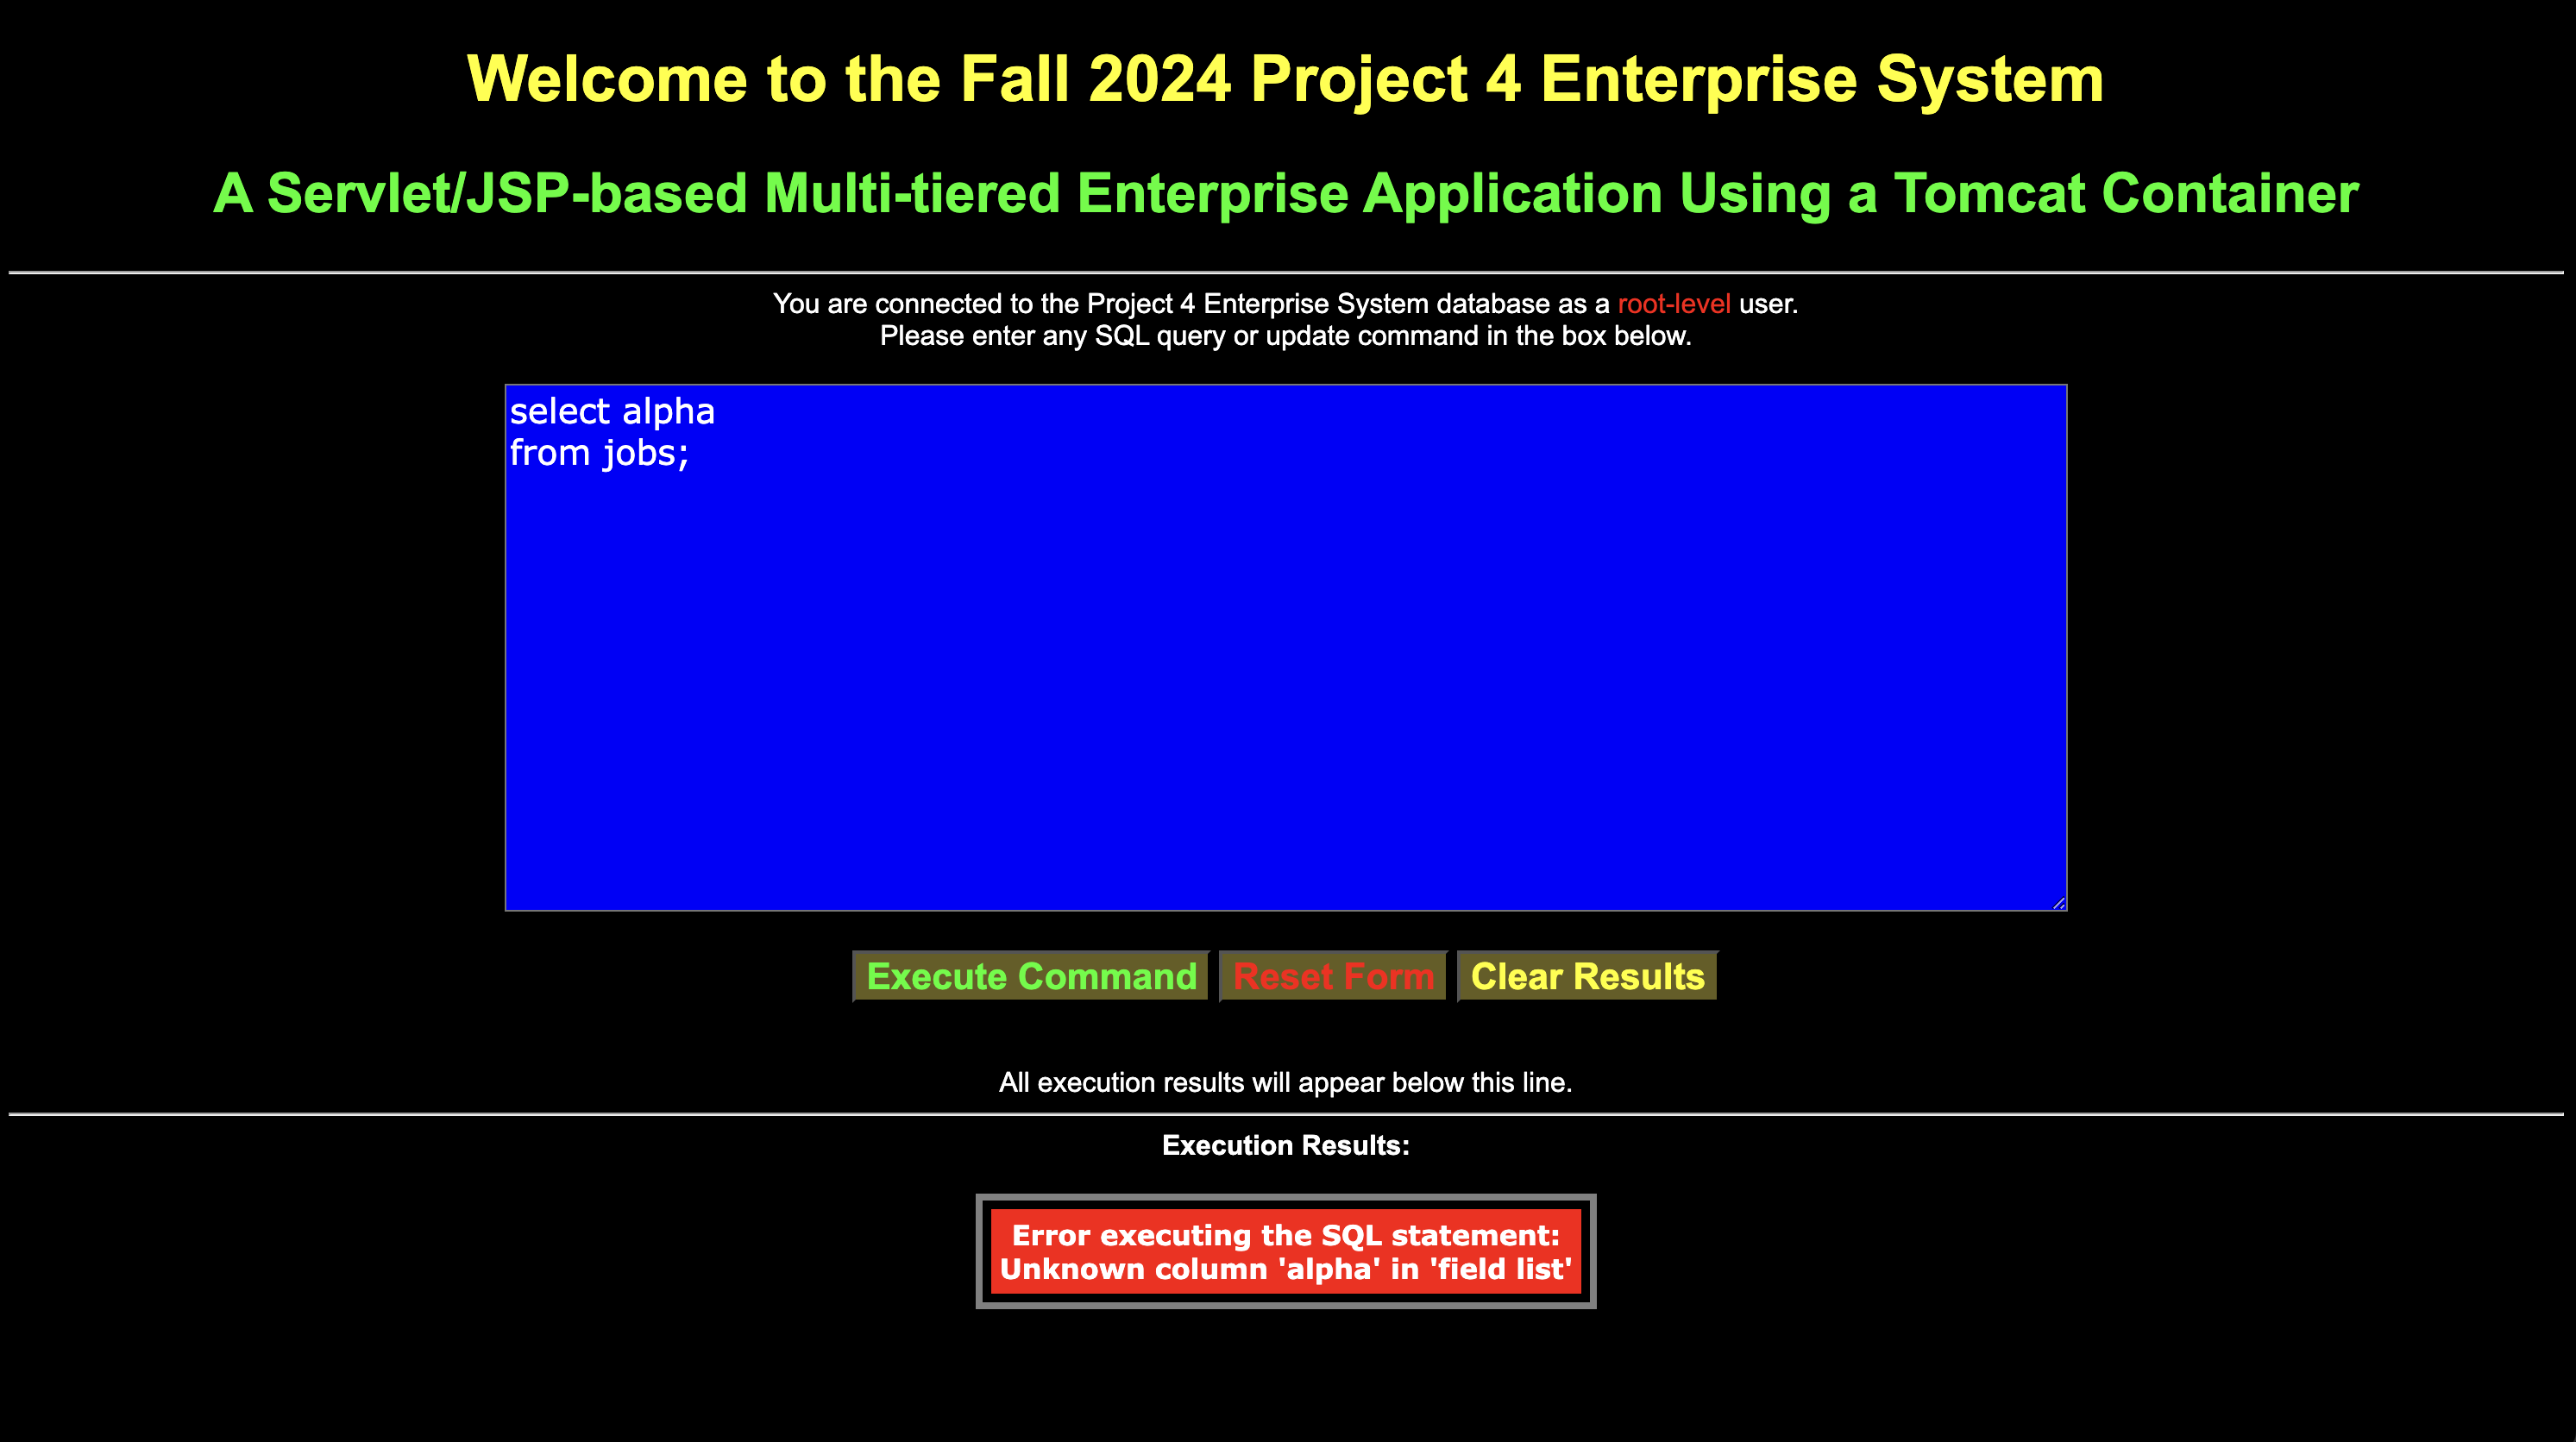 Welcome to the Fall 2024 Project 4 Enterprise System
A Servlet/JSP-based Multi-tiered Enterprise Application Using a Tomcat Container
You are connected to the Project 4 Enterprise System database as a root-level user.
Please enter any SQL query or update command in the box below.
select alpha
from jobs;
Execute Command Reset Form Clear Results
All execution results will appear below this line.
Execution Results:
Error executing the SQL statement:
Unknown column 'alpha' in 'field list'